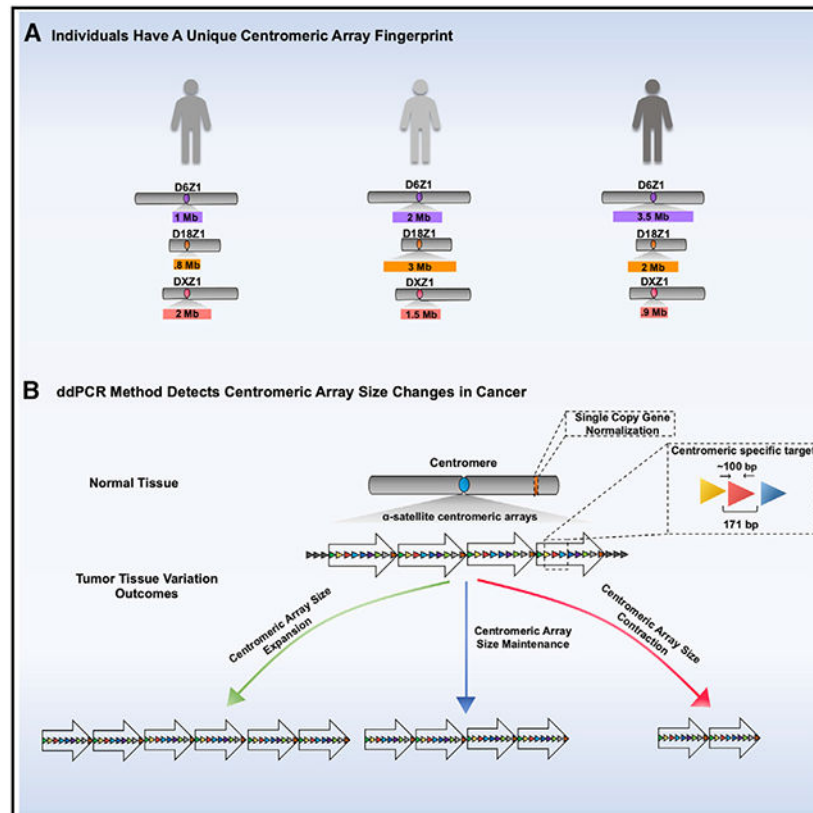 A Individuals Have A Unique Centromeric Array Fingerprint
D6Z1
1 Mb
D18Z1
.8 Mb
DXZ1
2 Mb
D6Z1
2 Mb
D18Z1
3 Mb
DXZ1
1.5 Mb
D6Z1
3.5 Mb
D18Z1
2 Mb
DXZ1
.9 Mb
B ddPCR Method Detects Centromeric Array Size Changes in Cancer
Single Copy Gene
Normalization
Normal Tissue
Centromere
Centromeric specific target
~100 bp
171 bp
α-satellite centromeric arrays
Tumor Tissue Variation
Outcomes
Centromeric Array Size
Expansion
Centromeric Array
Size Maintenance
Centromeric Array Size
Contraction